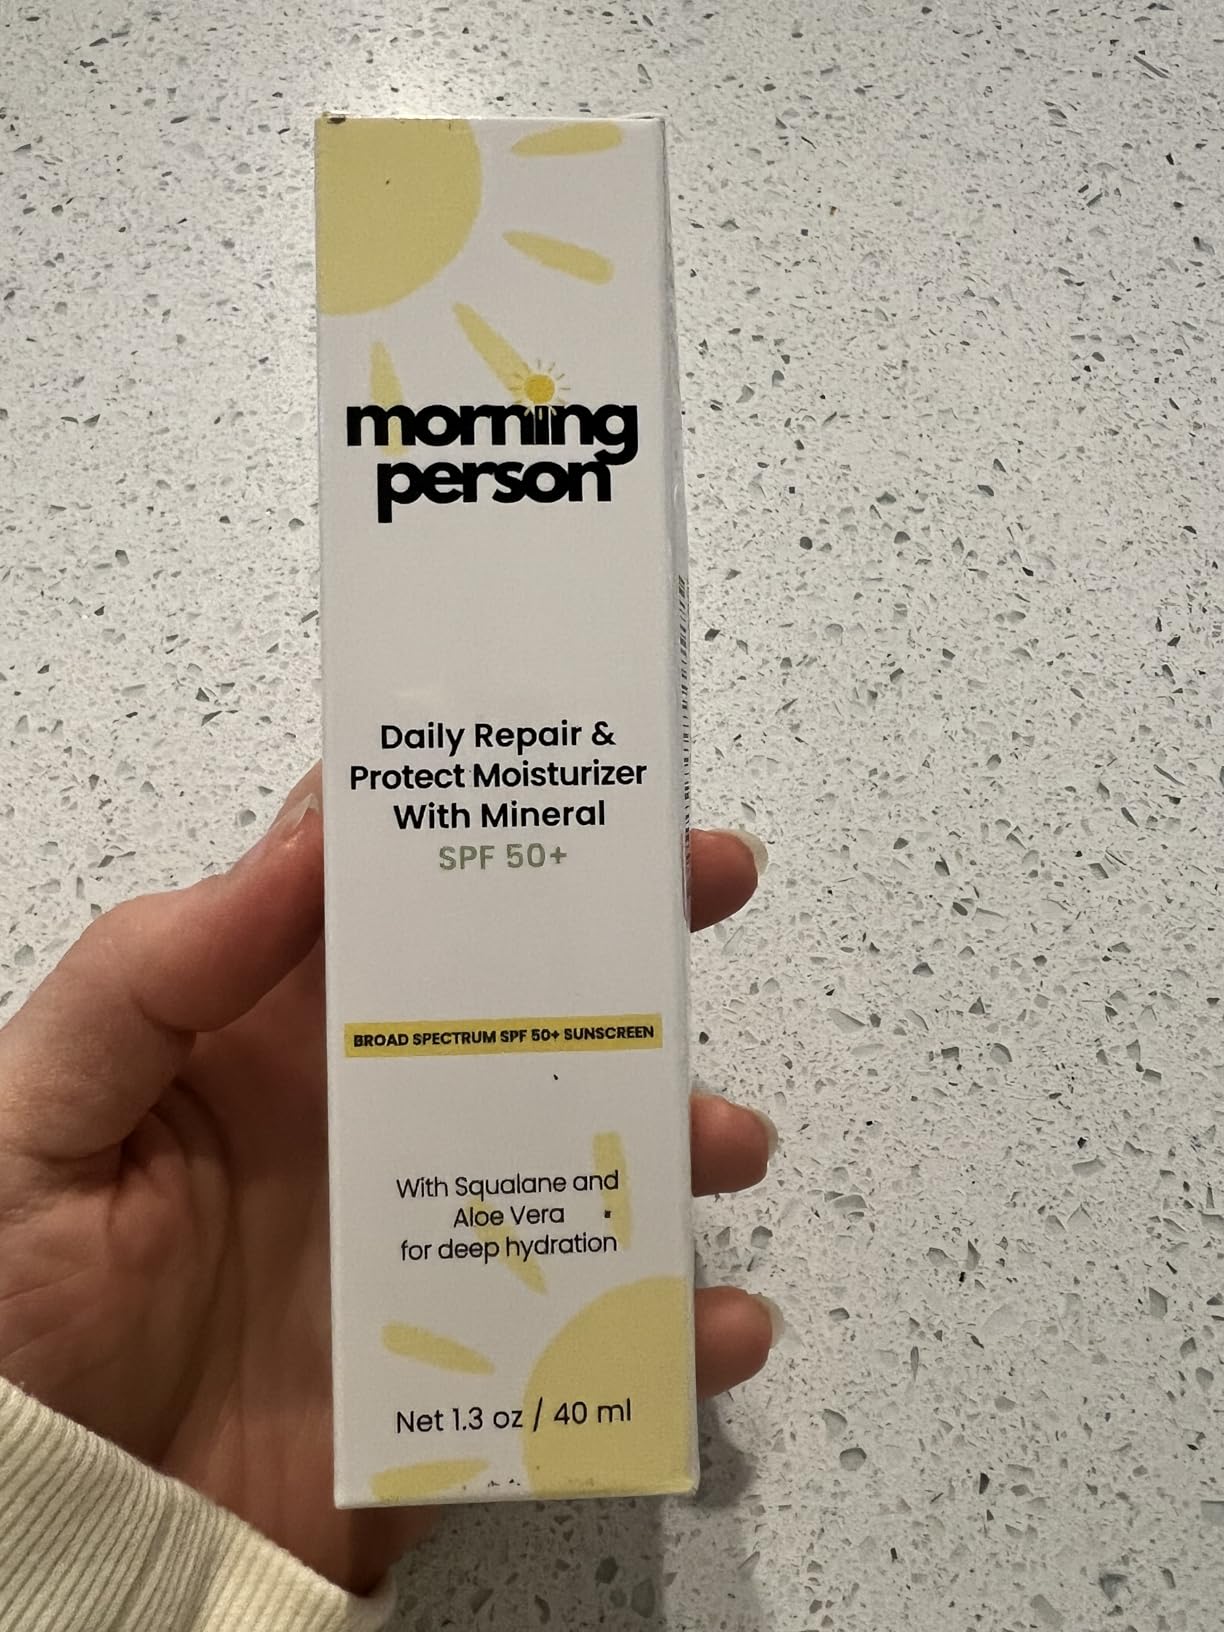 morning
person
Daily Repair &
Protect Moisturizer
With Mineral
SPF 50+
BROAD SPECTRUM SPF 50+ SUNSCREEN
With Squalane and
Aloe Vera
for deep hydration
Net 1.3 oz / 40 ml